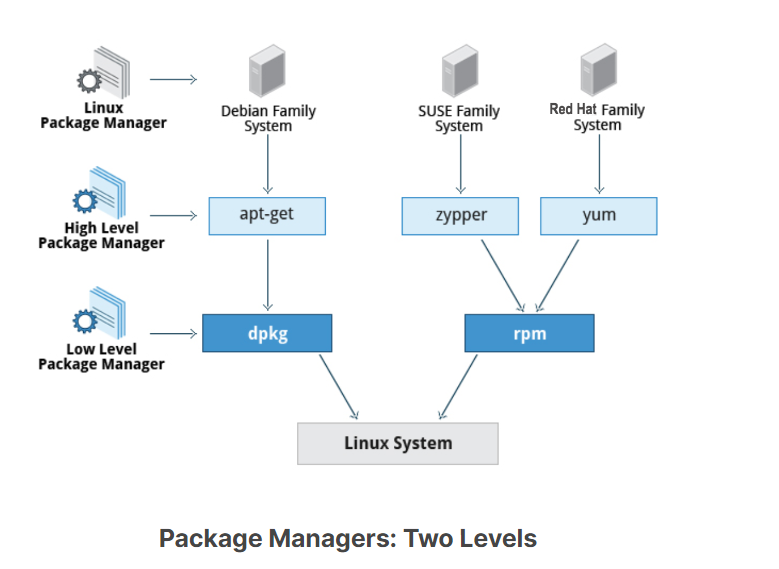 Linux
Package Manager
Debian Family
System
SUSE Family
System
Red Hat Family
System
High Level
Package Manager
apt-get
zypper
yum
Low Level
Package Manager
dpkg
rpm
Linux System
Package Managers: Two Levels